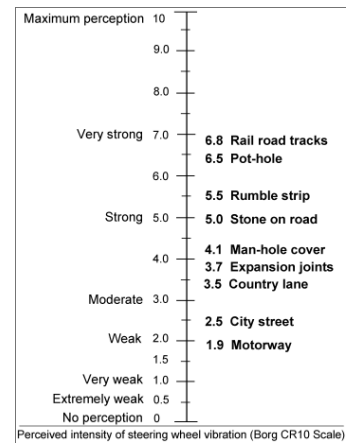 Maximum perception 10
9.0
8.0
Very strong 7.0
6.8 Rail road tracks
6.5 Pot-hole
6.0
5.5 Rumble strip
Strong 5.0
5.0 Stone on road
4.1 Man-hole cover
4.0
3.7 Expansion joints
3.5 Country lane
Moderate 3.0
2.5 City street
Weak 2.0
1.9 Motorway
1.5
Very weak 1.0
Extremely weak 0.5
No perception 0
Perceived intensity of steering wheel vibration (Borg CR10 Scale)